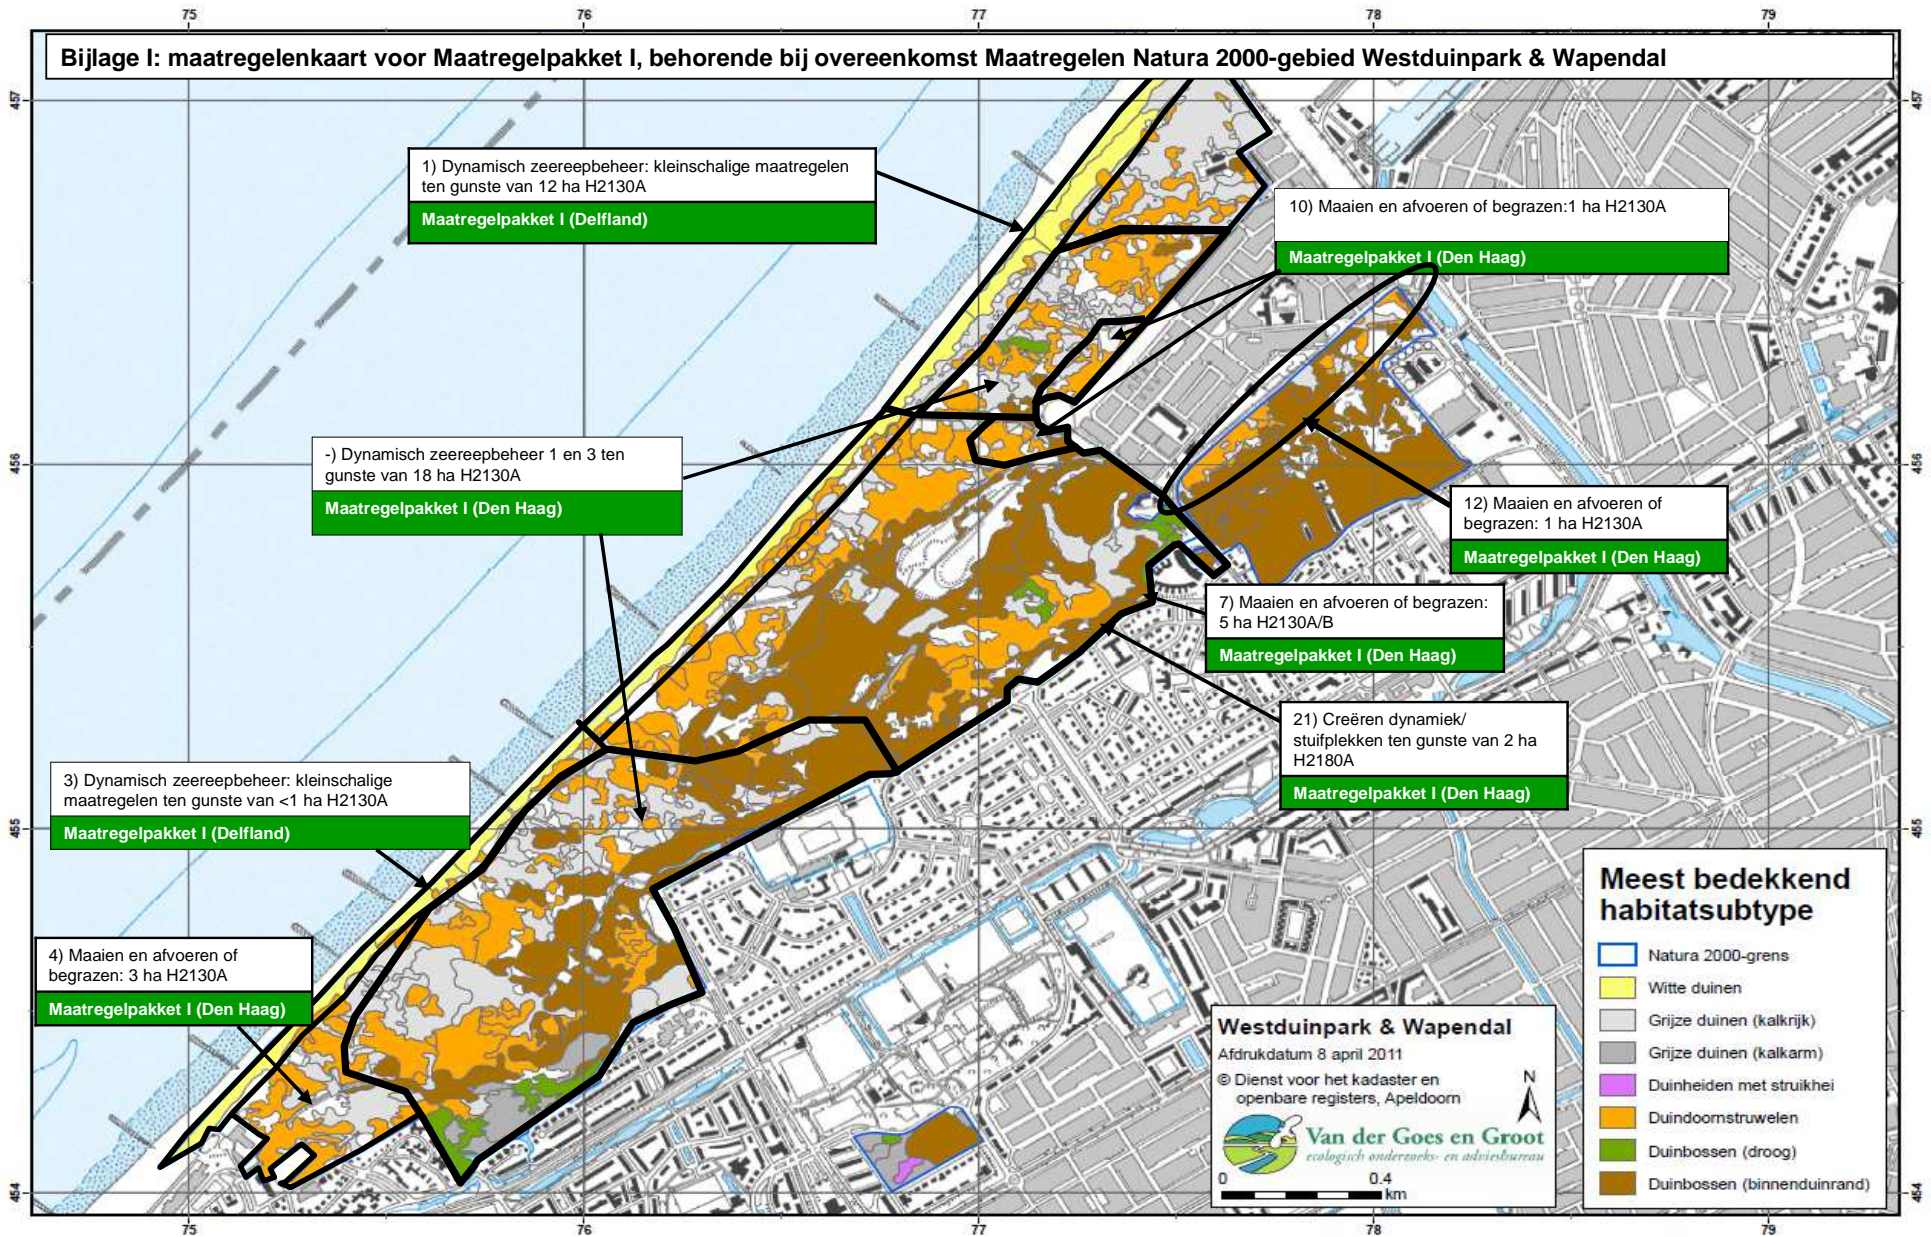 75 76 77 78 79
Bijlage I: maatregelenkaart voor Maatregelpakket I, behorende bij overeenkomst Maatregelen Natura 2000-gebied Westduinpark & Wapendal
457 457
1) Dynamisch zeereepbeheer: kleinschalige maatregelen
ten gunste van 12 ha H2130A
Maatregelpakket I (Delfland)
10) Maaien en afvoeren of begrazen:1 ha H2130A
Maatregelpakket I (Den Haag)
-) Dynamisch zeereepbeheer 1 en 3 ten
gunste van 18 ha H2130A
Maatregelpakket I (Den Haag)
456 456
12) Maaien en afvoeren of
begrazen: 1 ha H2130A
Maatregelpakket I (Den Haag)
7) Maaien en afvoeren of begrazen:
5 ha H2130A/B
Maatregelpakket I (Den Haag)
21) Creëren dynamiek/
stuifplekken ten gunste van 2 ha
H2180A
Maatregelpakket I (Den Haag)
3) Dynamisch zeereepbeheer: kleinschalige
maatregelen ten gunste van <1 ha H2130A
Maatregelpakket I (Delfland)
455 455
4) Maaien en afvoeren of
begrazen: 3 ha H2130A
Maatregelpakket I (Den Haag)
Meest bedekkend
habitatsubtype
Natura 2000-grens
Witte duinen
Grijze duinen (kalkrijk)
Grijze duinen (kalkarm)
Duinheiden met struikhei
Duindoornstruwelen
Duinbossen (droog)
Duinbossen (binnenduinrand)
Westduinpark & Wapendal
Afdrukdatum 8 april 2011
© Dienst voor het kadaster en
openbare registers, Apeldoorn
N
Van der Goes en Groot
ecologisch onderzoeks- en adviesbureau
0 0.4
km
454 454
75 76 77 78 79